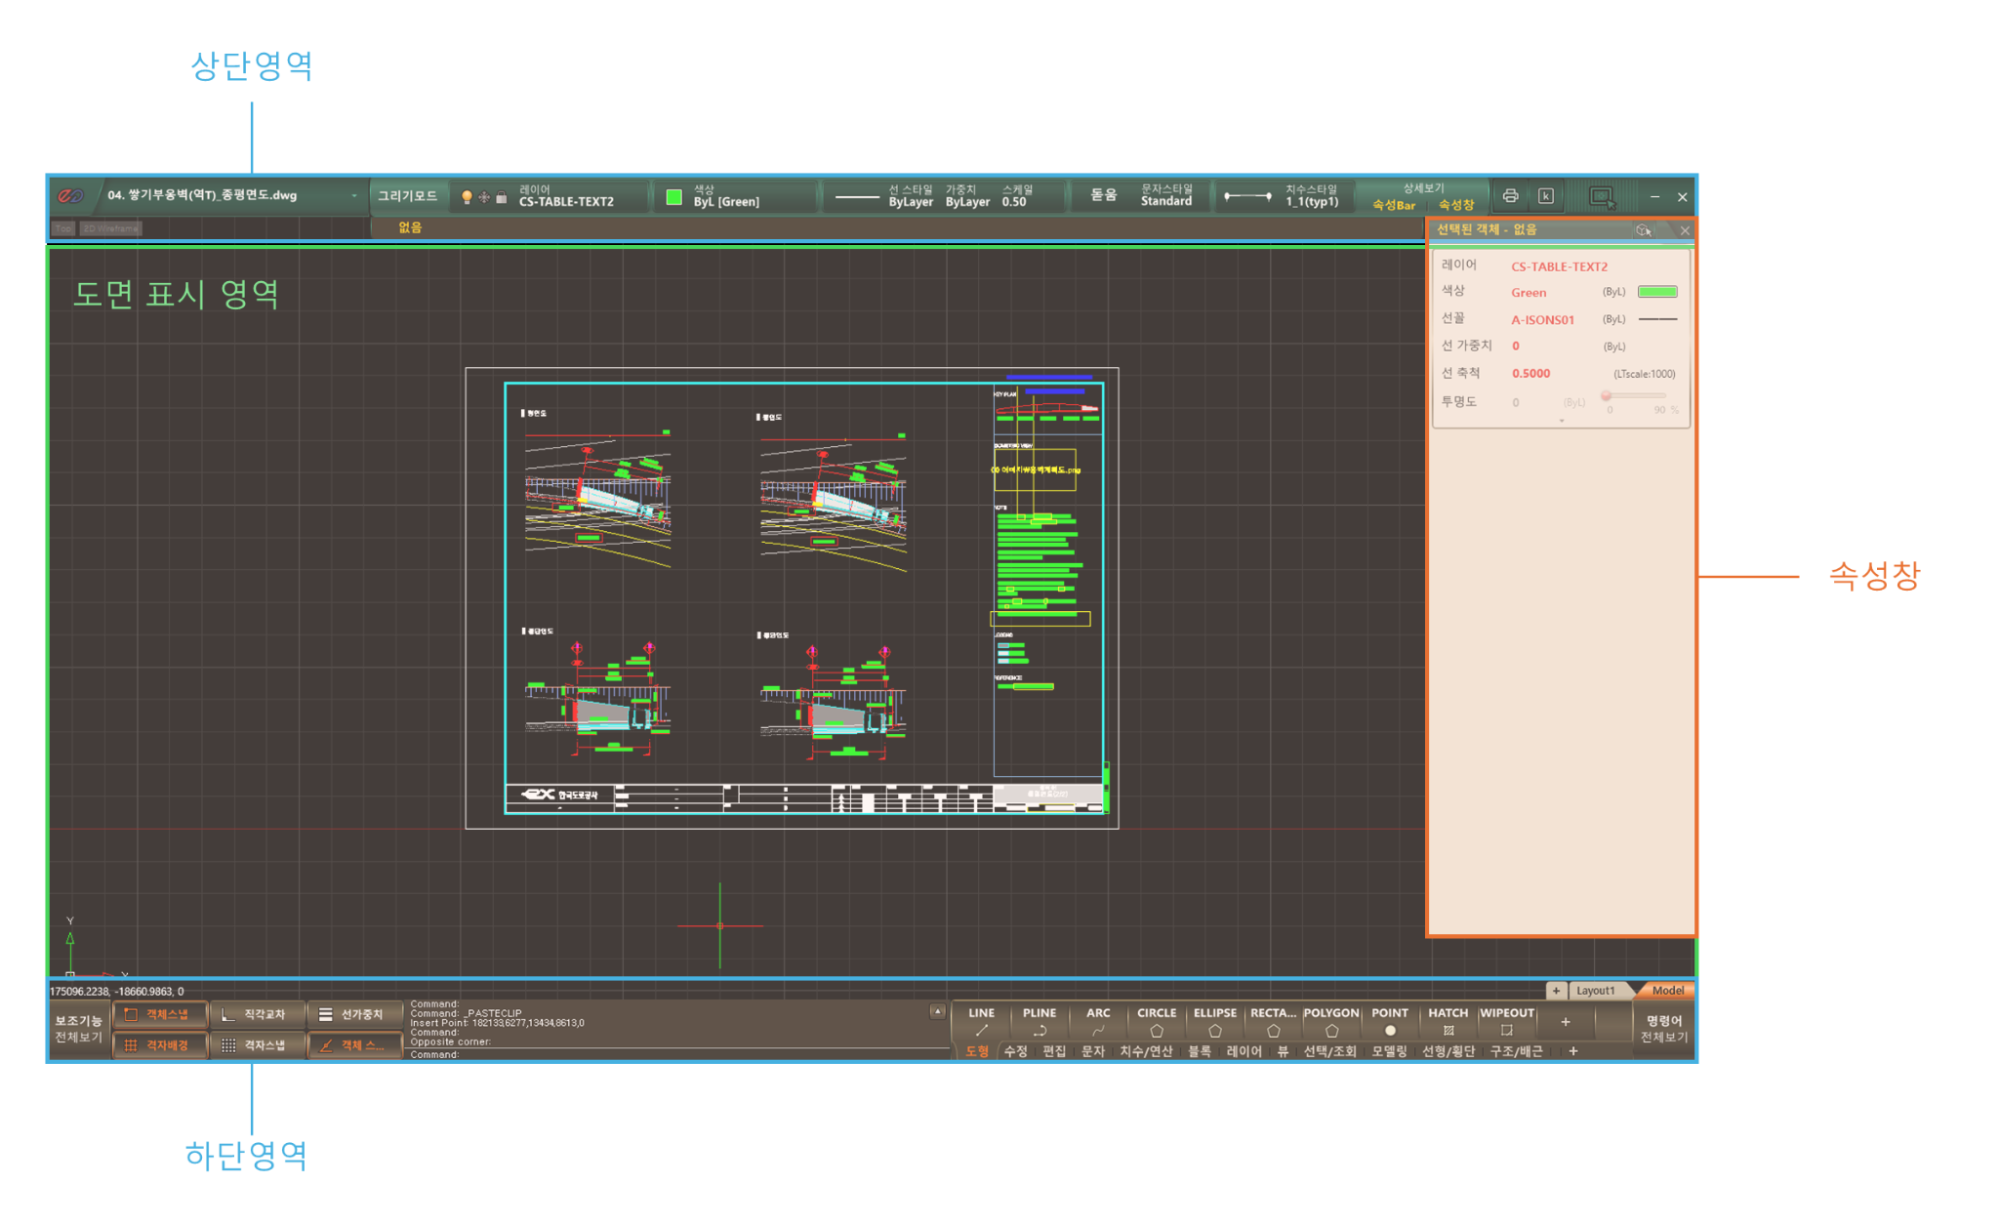 상단영역
04. 쌓기부옹벽(역T)_종평면도.dwg
그리기모드
레이어
CS-TABLE-TEXT2
색상
ByL [Green]
선 스타일 가중치 스케일
ByLayer ByLayer 0.50
돋움
문자스타일
Standard
치수스타일
1_1(typ1)
상세보기
속성Bar 속성창
k
Top 2D Wireframe
없음
선택된 객체 - 없음
도면 표시 영역
레이어 CS-TABLE-TEXT2
색상 Green (ByL)
선꼴 A-ISONS01 (ByL)
선 가중치 0 (ByL)
선 축척 0.5000 (LTscale:1000)
투명도 0 (ByL) 0 90 %
속성창
ex 한국도로공사
Y
X
175096.2238, -18660.9863, 0
+ Layout1 Model
보조기능
전체보기
객체스냅 직각교차 선가중치
격자배경 격자스냅 객체 스...
Command:
Command: _PASTECLIP
Insert Point: 182133,6277,13434,8613,0
Command:
Opposite corner:
Command:
LINE PLINE ARC CIRCLE ELLIPSE RECTA... POLYGON POINT HATCH WIPEOUT +
도형 수정 편집 문자 치수/연산 블록 레이어 뷰 선택/조회 모델링 선형/횡단 구조/배근 +
명령어
전체보기
하단영역